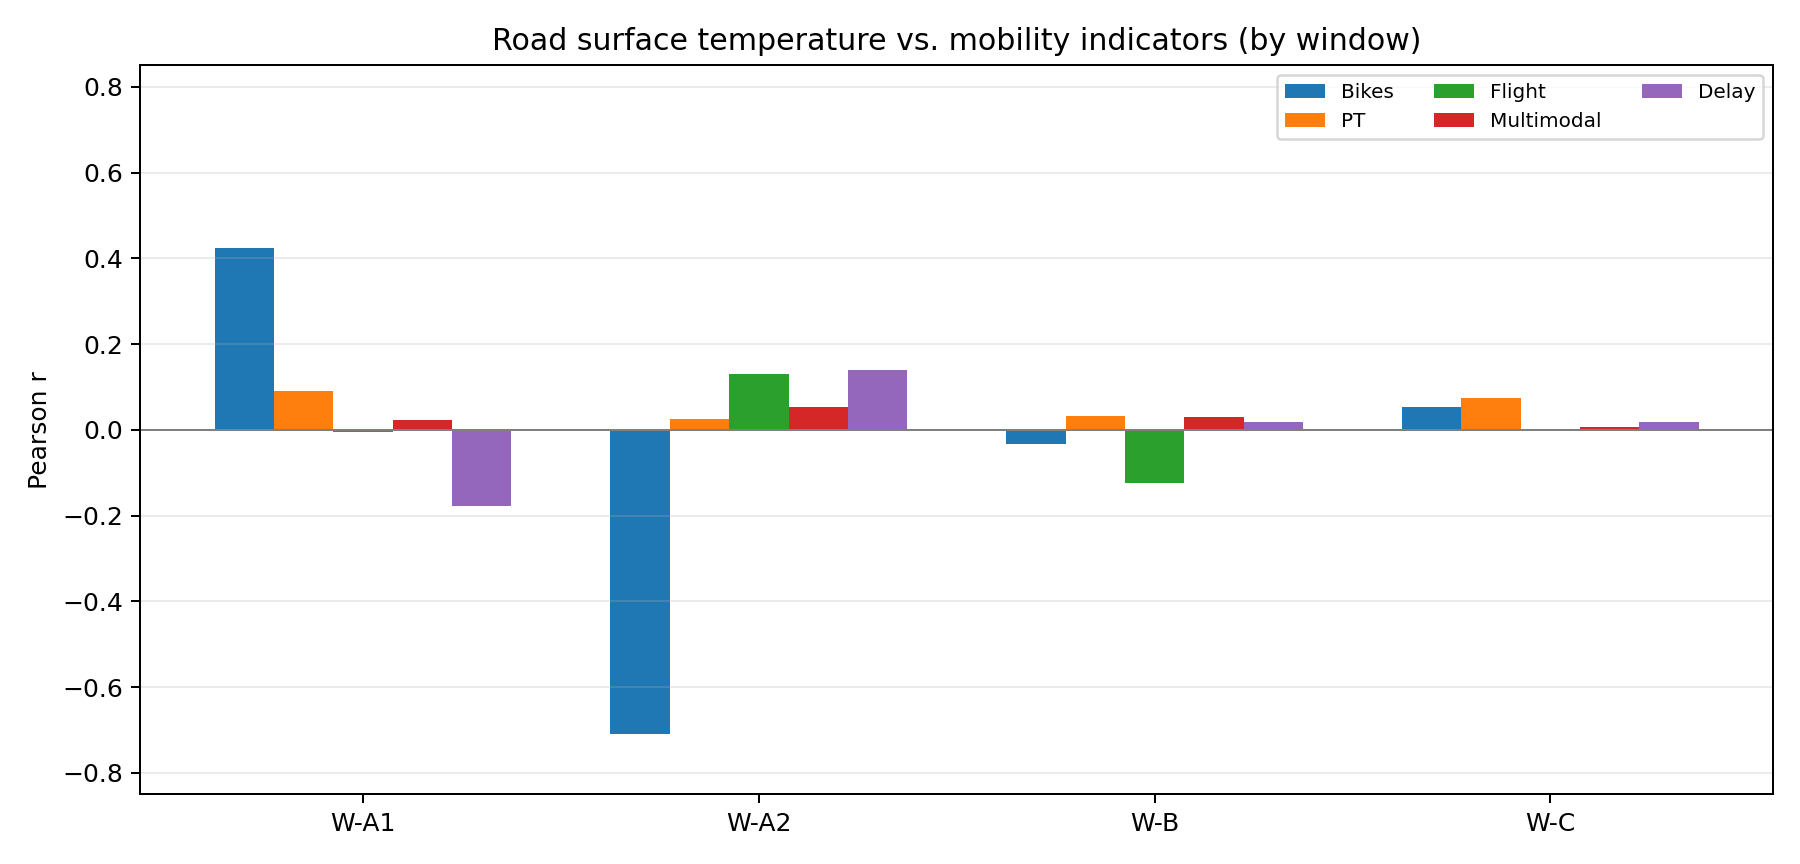 Road surface temperature vs. mobility indicators (by window)
Bikes
PT
Flight
Multimodal
Delay
Pearson r
0.8
0.6
0.4
0.2
0.0
−0.2
−0.4
−0.6
−0.8
W-A1
W-A2
W-B
W-C